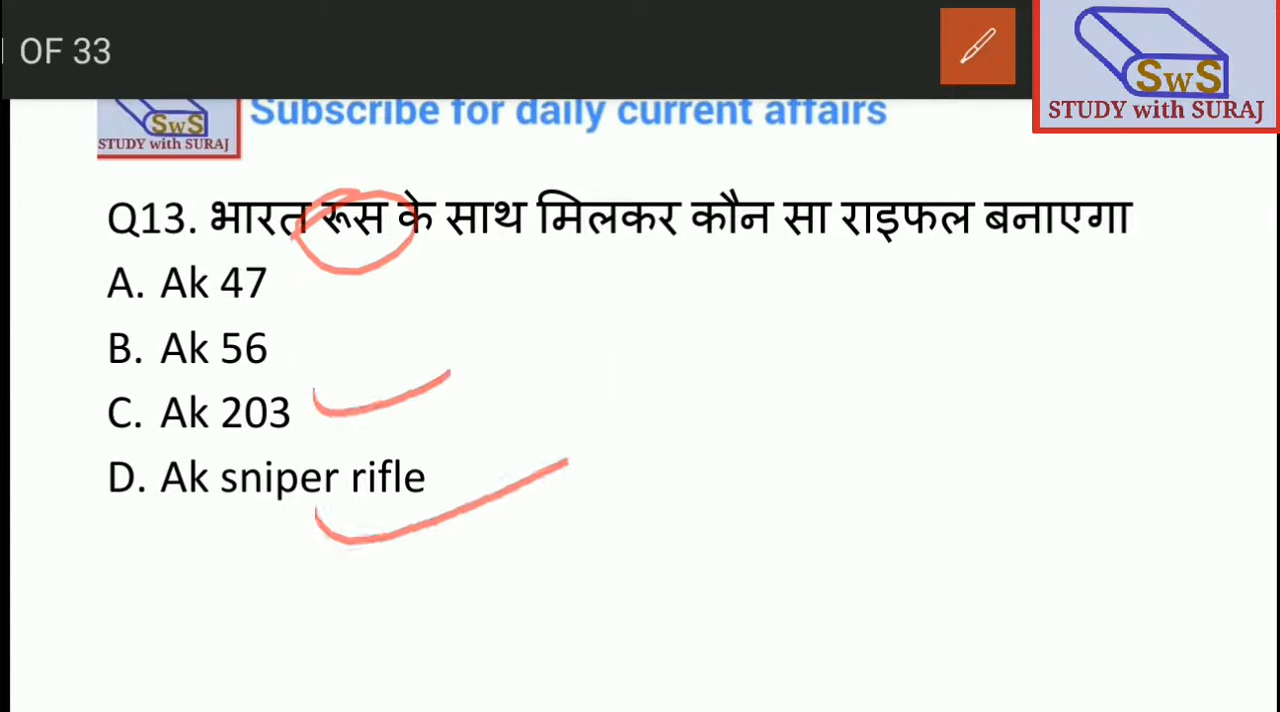 OF 33
SwS
STUDY with SURAJ
Subscribe for daily current affairs
SwS
STUDY with SURAJ
Q13. भारत रूस के साथ मिलकर कौन सा राइफल बनाएगा
A. Ak 47
B. Ak 56
C. Ak 203
D. Ak sniper rifle